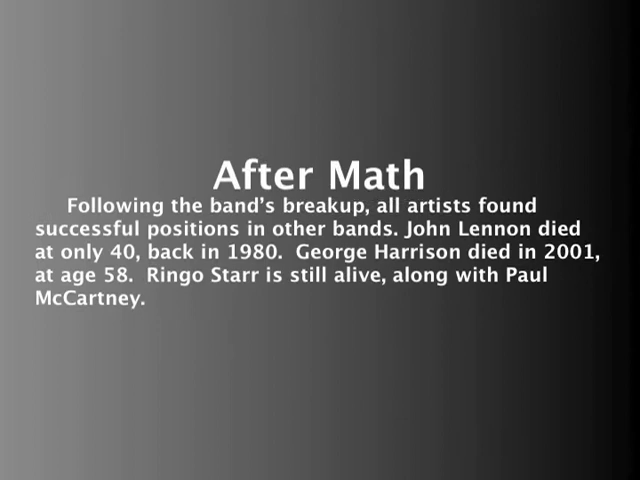 After Math
Following the band's breakup, all artists found
successful positions in other bands. John Lennon died
at only 40, back in 1980.  George Harrison died in 2001,
at age 58.  Ringo Starr is still alive, along with Paul
McCartney.